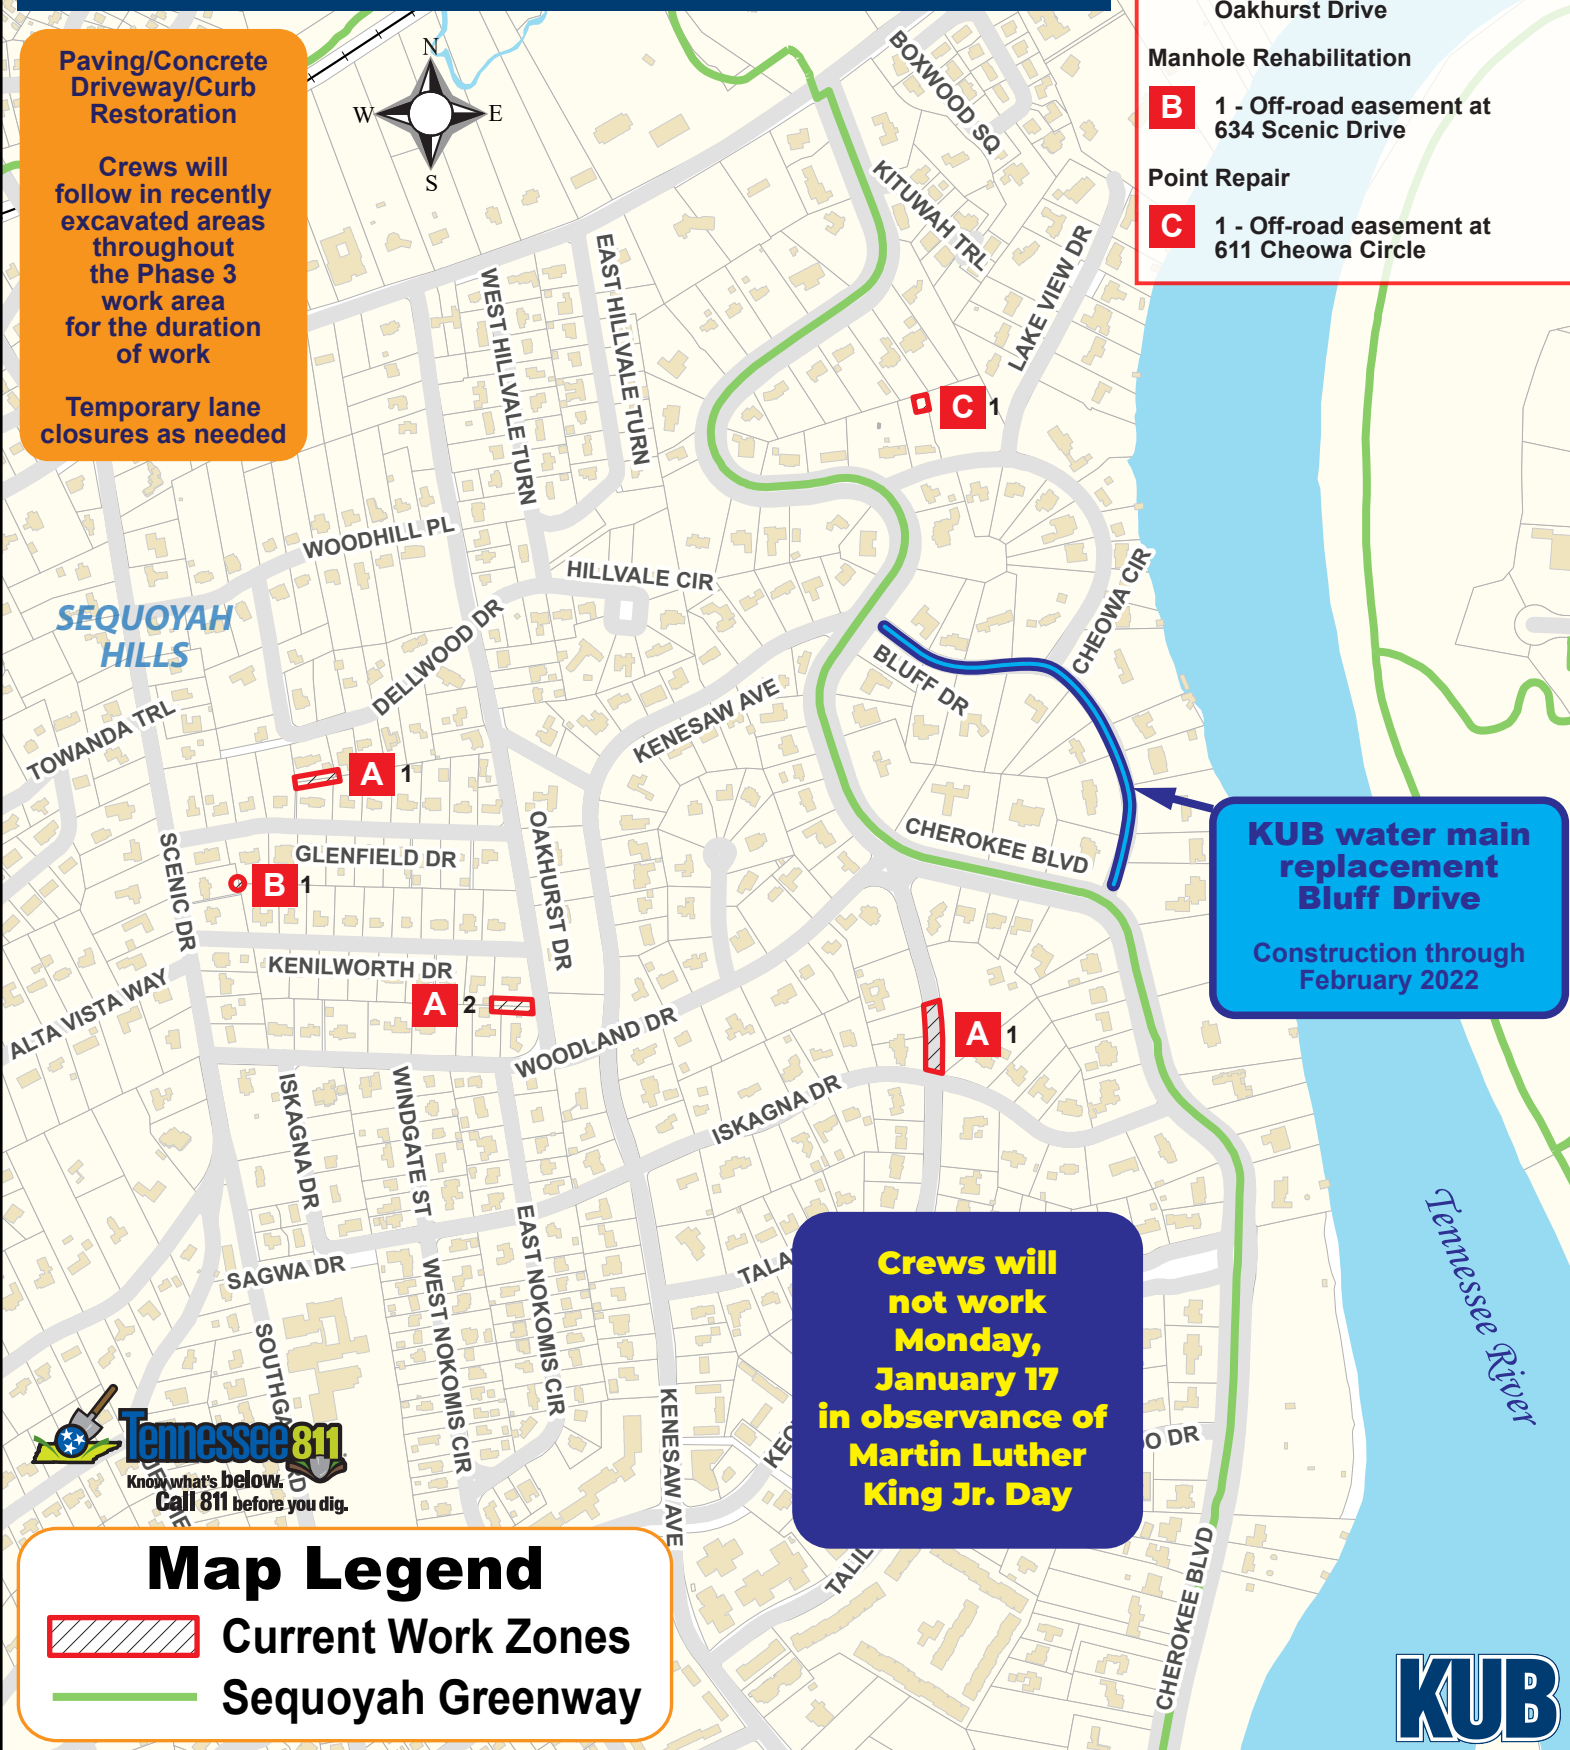 Paving/Concrete
Driveway/Curb
Restoration
Crews will
follow in recently
excavated areas
throughout
the Phase 3
work area
for the duration
of work
Temporary lane
closures as needed
N
W
E
S
Oakhurst Drive
Manhole Rehabilitation
B
1 - Off-road easement at
634 Scenic Drive
Point Repair
C
1 - Off-road easement at
611 Cheowa Circle
BOXWOOD SQ
KITUWAH TRL
LAKE VIEW DR
EAST HILLVALE TURN
WEST HILLVALE TURN
C 1
WOODHILL PL
HILLVALE CIR
SEQUOYAH
HILLS
DELLWOOD DR
CHEOWA CIR
BLUFF DR
KENESAW AVE
TOWANDA TRL
A 1
SCENIC DR
GLENFIELD DR
OAKHURST DR
CHEROKEE BLVD
KUB water main
replacement
Bluff Drive
Construction through
February 2022
B 1
KENILWORTH DR
ALTA VISTA WAY
A 2
WOODLAND DR
A 1
ISKAGNA DR
WINDGATE ST
ISKAGNA DR
EAST NOKOMIS CIR
SAGWA DR
WEST NOKOMIS CIR
TALA
Crews will
not work
Monday,
January 17
in observance of
Martin Luther
King Jr. Day
Tennessee River
SOUTHGA
RD
KENESAW AVE
KEO
DO DR
TALIL
CHEROKEE BLVD
Tennessee 811
Know what's below.
Call 811 before you dig.
Map Legend
Current Work Zones
Sequoyah Greenway
KUB